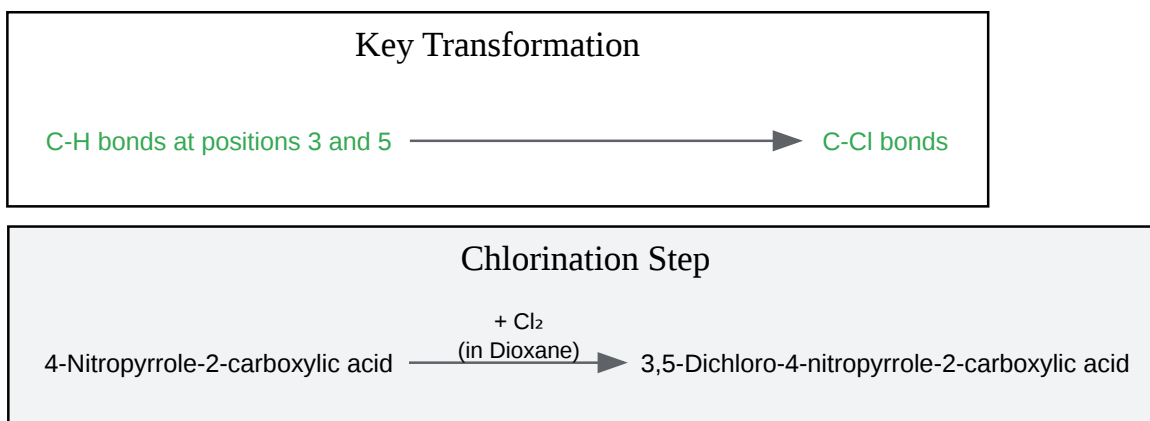 Key Transformation
C-H bonds at positions 3 and 5
C-Cl bonds
Chlorination Step
+ Cl₂
(in Dioxane)
4-Nitropyrrole-2-carboxylic acid
3,5-Dichloro-4-nitropyrrole-2-carboxylic acid